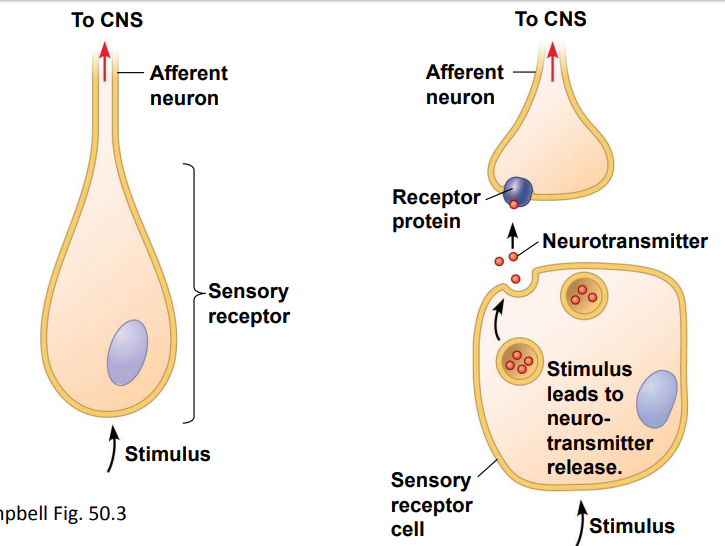 To CNS
Afferent
neuron
Sensory
receptor
Stimulus
mpbell Fig. 50.3
To CNS
Afferent
neuron
Receptor
protein
Neurotransmitter
Stimulus
leads to
neuro-
transmitter
release.
Sensory
receptor
cell
Stimulus